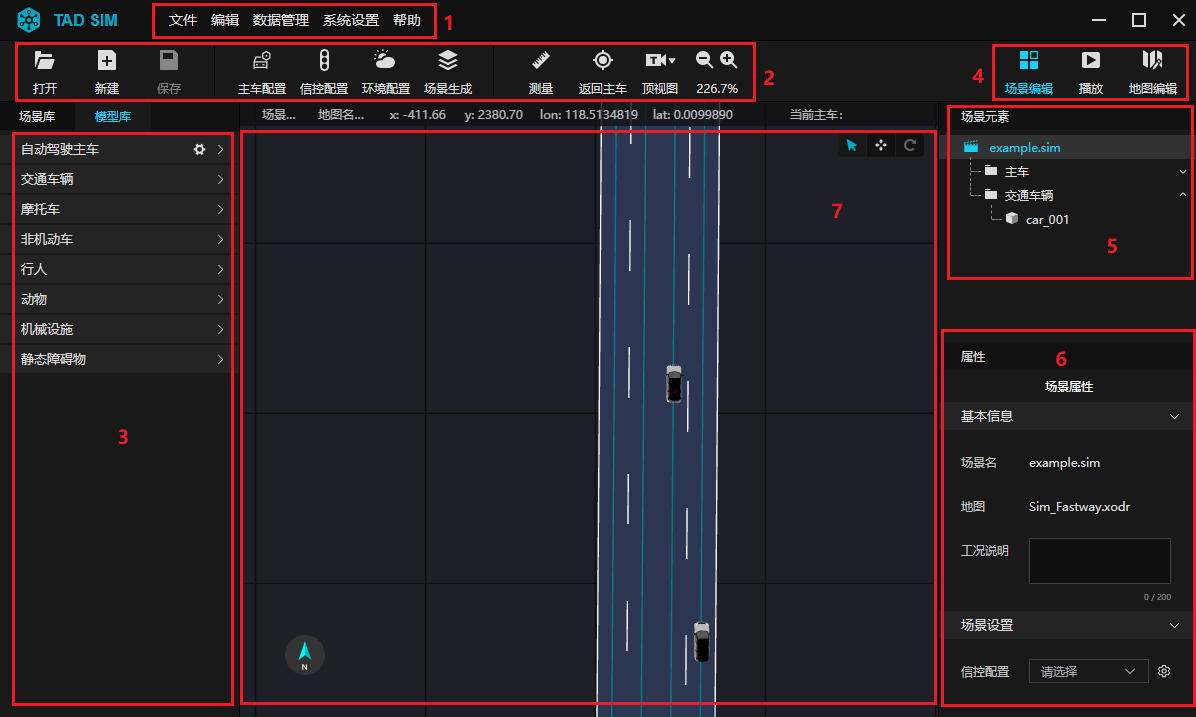 TAD SIM 文件 编辑 数据管理 系统设置 帮助 1
打开 新建 保存 主车配置 信控配置 环境配置 场景生成 测量 返回主车 顶视图 226.7% 2 4 场景编辑 播放 地图编辑
场景库 模型库 场景... 地图名... x: -411.66 y: 2380.70 lon: 118.5134819 lat: 0.0099890 当前主车:
自动驾驶主车
交通车辆
摩托车
非机动车
行人
动物
机械设施
静态障碍物
3
7
N
场景元素
example.sim
主车
交通车辆
car_001
5
属性 6
场景属性
基本信息
场景名 example.sim
地图 Sim_Fastway.xodr
工况说明
0 / 200
场景设置
信控配置 请选择